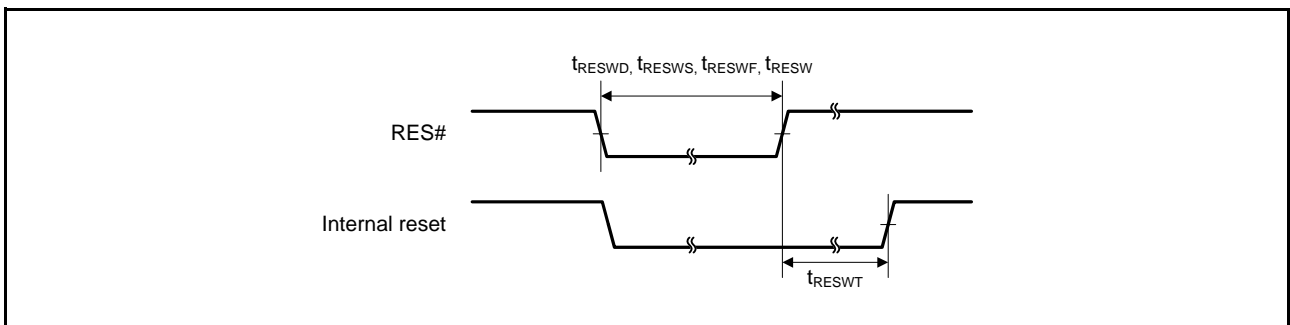 tRESWD, tRESWS, tRESWF, tRESW
RES#
Internal reset
tRESWT